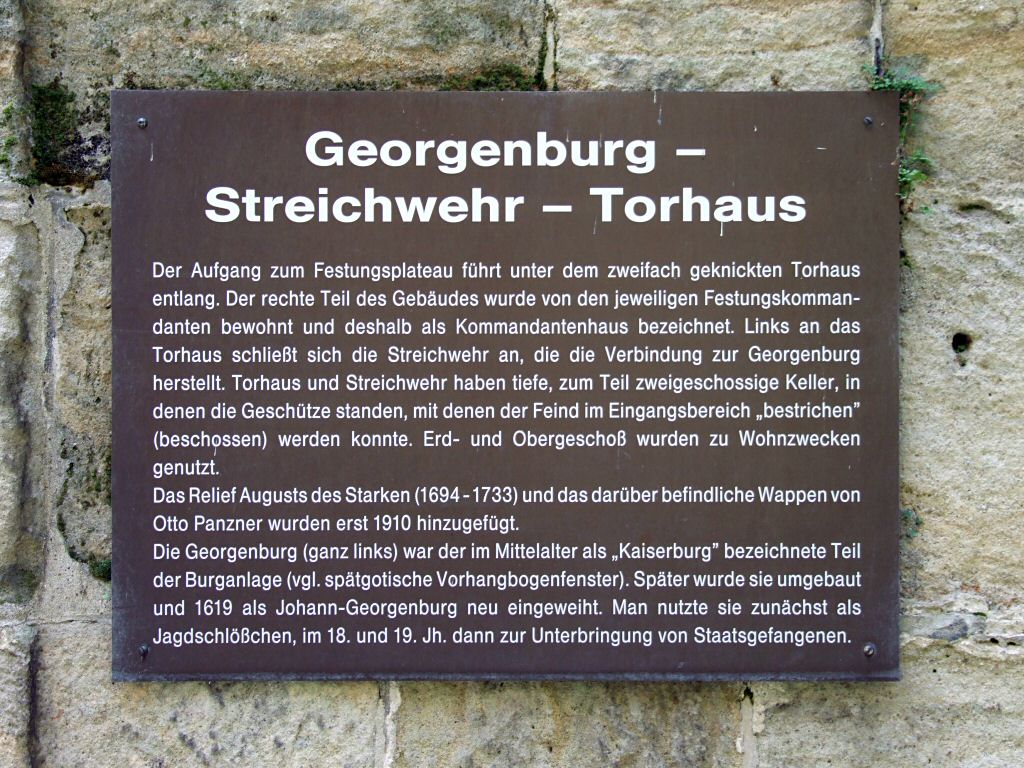 Georgenburg –
Streichwehr – Torhaus
Der Aufgang zum Festungsplateau führt unter dem zweifach geknickten Torhaus
entlang. Der rechte Teil des Gebäudes wurde von den jeweiligen Festungskomman-
danten bewohnt und deshalb als Kommandantenhaus bezeichnet. Links an das
Torhaus schließt sich die Streichwehr an, die die Verbindung zur Georgenburg
herstellt. Torhaus und Streichwehr haben tiefe, zum Teil zweigeschossige Keller, in
denen die Geschütze standen, mit denen der Feind im Eingangsbereich „bestrichen”
(beschossen) werden konnte. Erd- und Obergeschoß wurden zu Wohnzwecken
genutzt.
Das Relief Augusts des Starken (1694-1733) und das darüber befindliche Wappen von
Otto Panzner wurden erst 1910 hinzugefügt.
Die Georgenburg (ganz links) war der im Mittelalter als „Kaiserburg” bezeichnete Teil
der Burganlage (vgl. spätgotische Vorhangbogenfenster). Später wurde sie umgebaut
und 1619 als Johann-Georgenburg neu eingeweiht. Man nutzte sie zunächst als
Jagdschlößchen, im 18. und 19. Jh. dann zur Unterbringung von Staatsgefangenen.